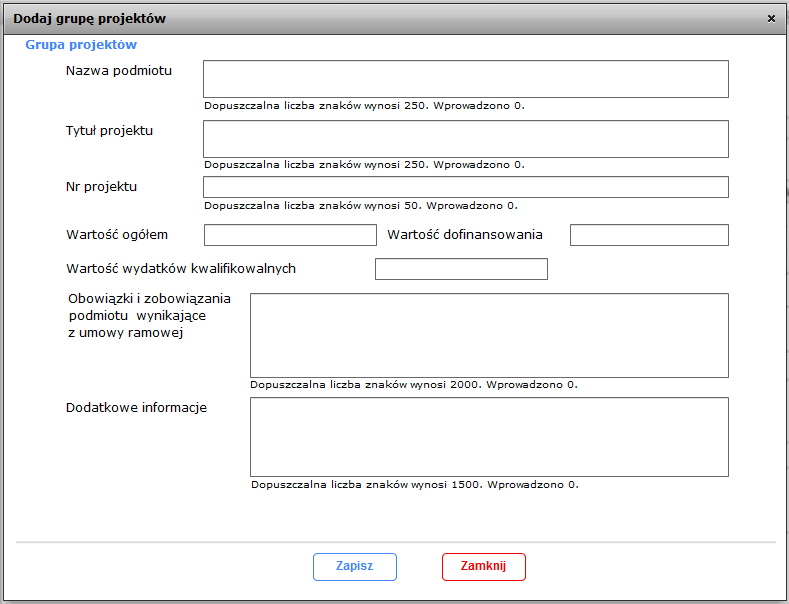 Dodaj grupę projektów ×
Grupa projektów
Nazwa podmiotu
Dopuszczalna liczba znaków wynosi 250. Wprowadzono 0.
Tytuł projektu
Dopuszczalna liczba znaków wynosi 250. Wprowadzono 0.
Nr projektu
Dopuszczalna liczba znaków wynosi 50. Wprowadzono 0.
Wartość ogółem Wartość dofinansowania
Wartość wydatków kwalifikowalnych
Obowiązki i zobowiązania
podmiotu wynikające
z umowy ramowej
Dopuszczalna liczba znaków wynosi 2000. Wprowadzono 0.
Dodatkowe informacje
Dopuszczalna liczba znaków wynosi 1500. Wprowadzono 0.
Zapisz Zamknij